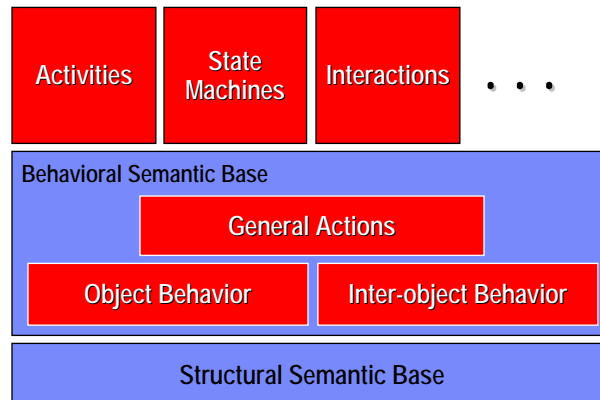 Activities
State
Machines
Interactions
. . .
Behavioral Semantic Base
General Actions
Object Behavior
Inter-object Behavior
Structural Semantic Base